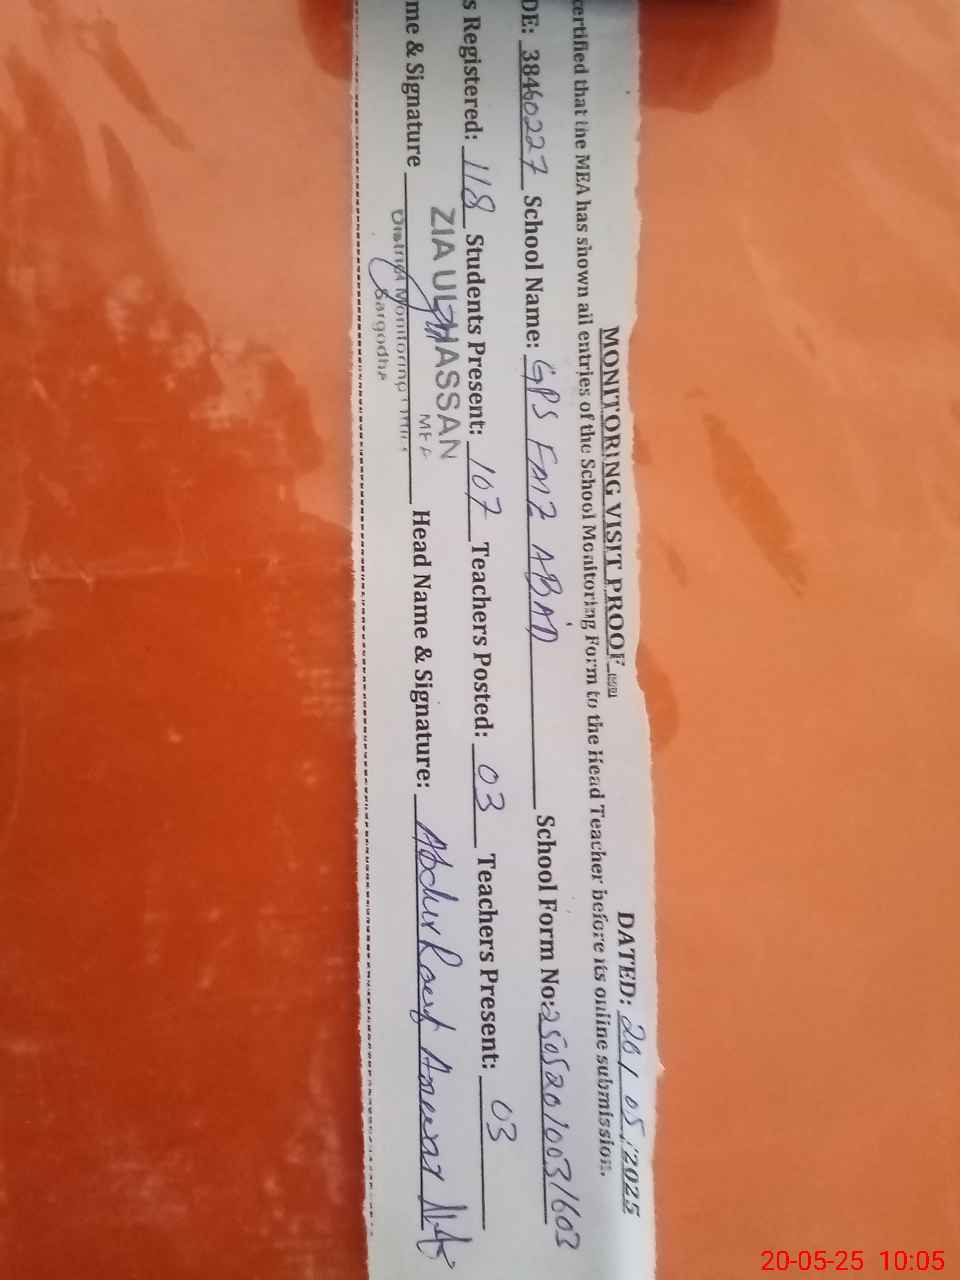 MONITORING VISIT PROOF
DATED: 20/05/2025
certified that the MEA has shown all entries of the School Monitoring Form to the Head Teacher before its online submission.
DE: 38460227 School Name: GPS FAIZ ABAD School Form No: 25052010031603
s Registered: 118 Students Present: 107 Teachers Posted: 03 Teachers Present: 03
me & Signature Head Name & Signature: Abdur Rauf
ZIA UL HASSAN
MEA
District Monitoring
Sargodha
20-05-25 10:05